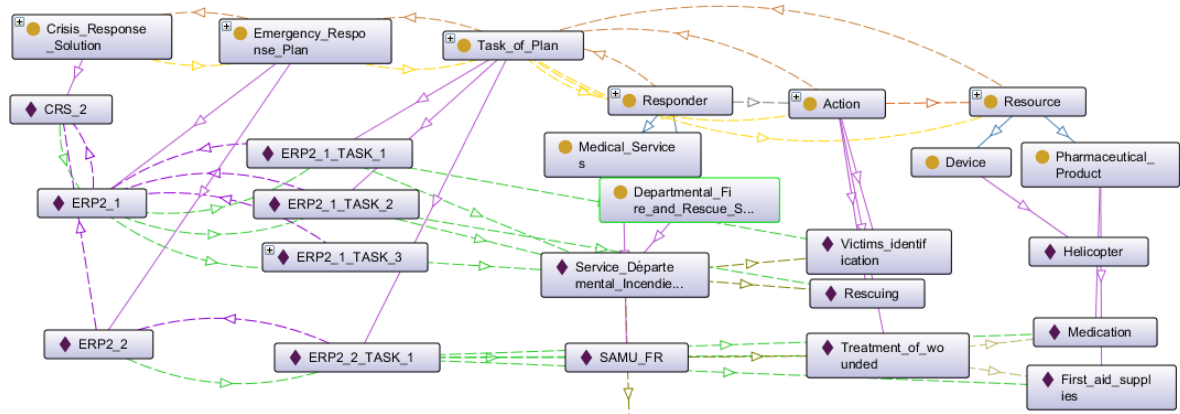 Crisis_Response
_Solution
Emergency_Respo
nse_Plan
Task_of_Plan
Responder
Action
Resource
CRS_2
Medical_Service
s
Device
Pharmaceutical_
Product
ERP2_1_TASK_1
ERP2_1
ERP2_1_TASK_2
Departmental_Fi
re_and_Rescue_S...
ERP2_1_TASK_3
Service_Départe
mental_Incendie...
Victims_identif
ication
Helicopter
Rescuing
ERP2_2
ERP2_2_TASK_1
SAMU_FR
Treatment_of_wo
unded
Medication
First_aid_suppl
ies